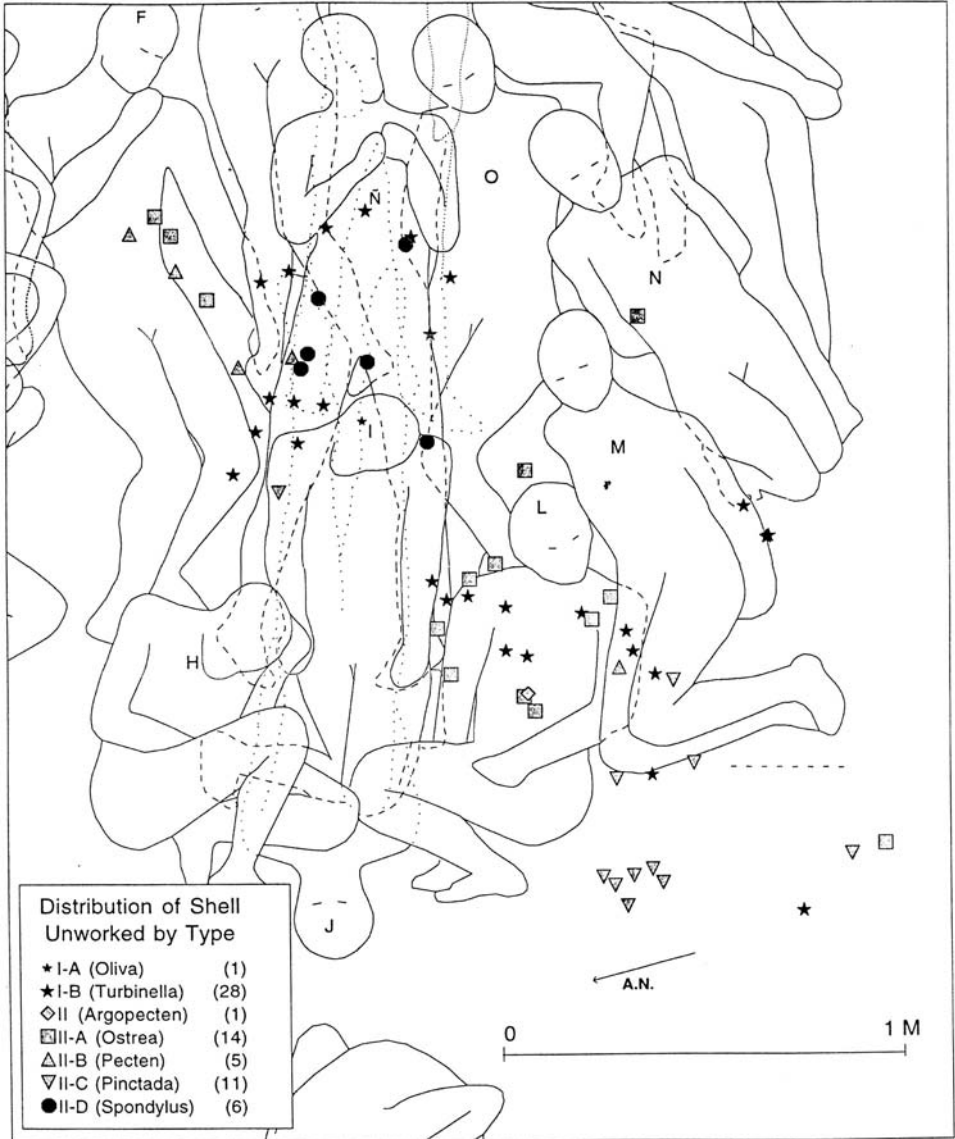 F
Ñ
O
N
I
M
L
H
J
A.N.
0 1 M
Distribution of Shell
Unworked by Type
I-A (Oliva) (1)
I-B (Turbinella) (28)
II (Argopecten) (1)
II-A (Ostrea) (14)
II-B (Pecten) (5)
II-C (Pinctada) (11)
II-D (Spondylus) (6)